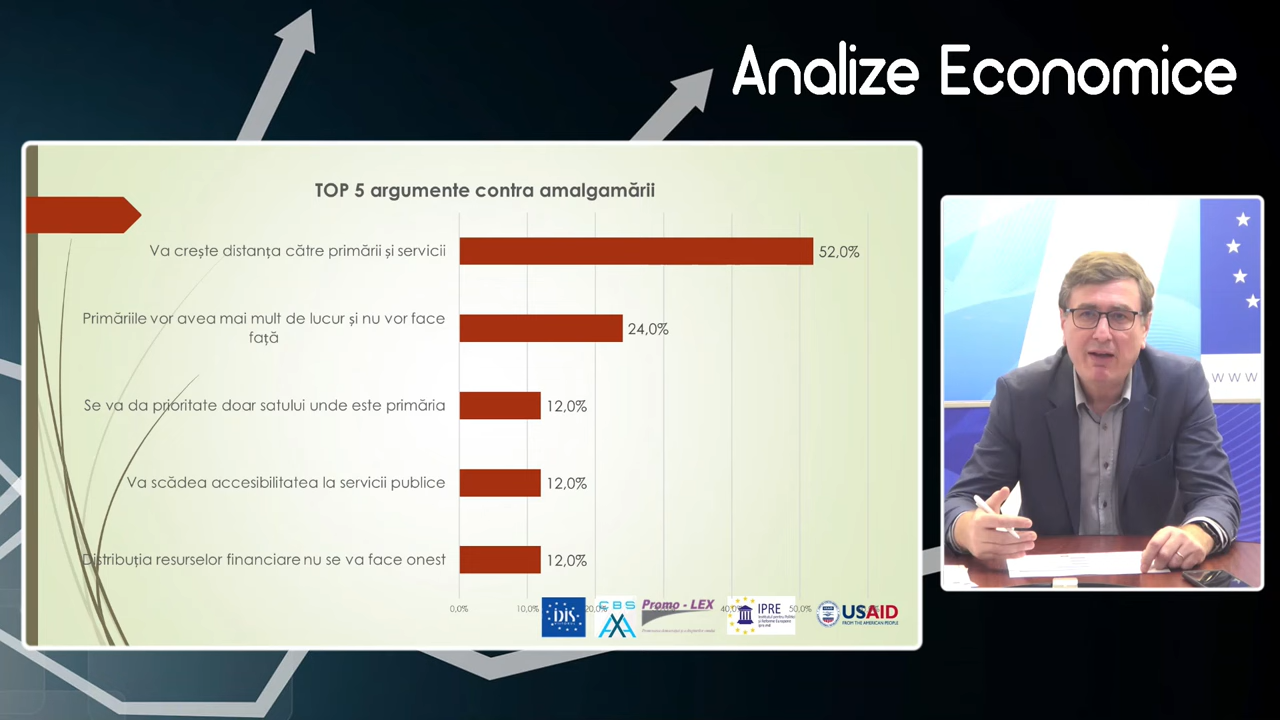 Analize Economice
TOP 5 argumente contra amalgamării
Va crește distanța către primării și servicii
52,0%
Primăriile vor avea mai mult de lucur și nu vor face
față
24,0%
Se va da prioritate doar satului unde este primăria
12,0%
Va scădea accesibilitatea la servicii publice
12,0%
Distribuția resurselor financiare nu se va face onest
12,0%
0,0%
10,0%
20,0%
40,0%
50,0%
CBS
AXA
Promo - LEX
IPRE
USAID
FROM THE AMERICAN PEOPLE
WWW